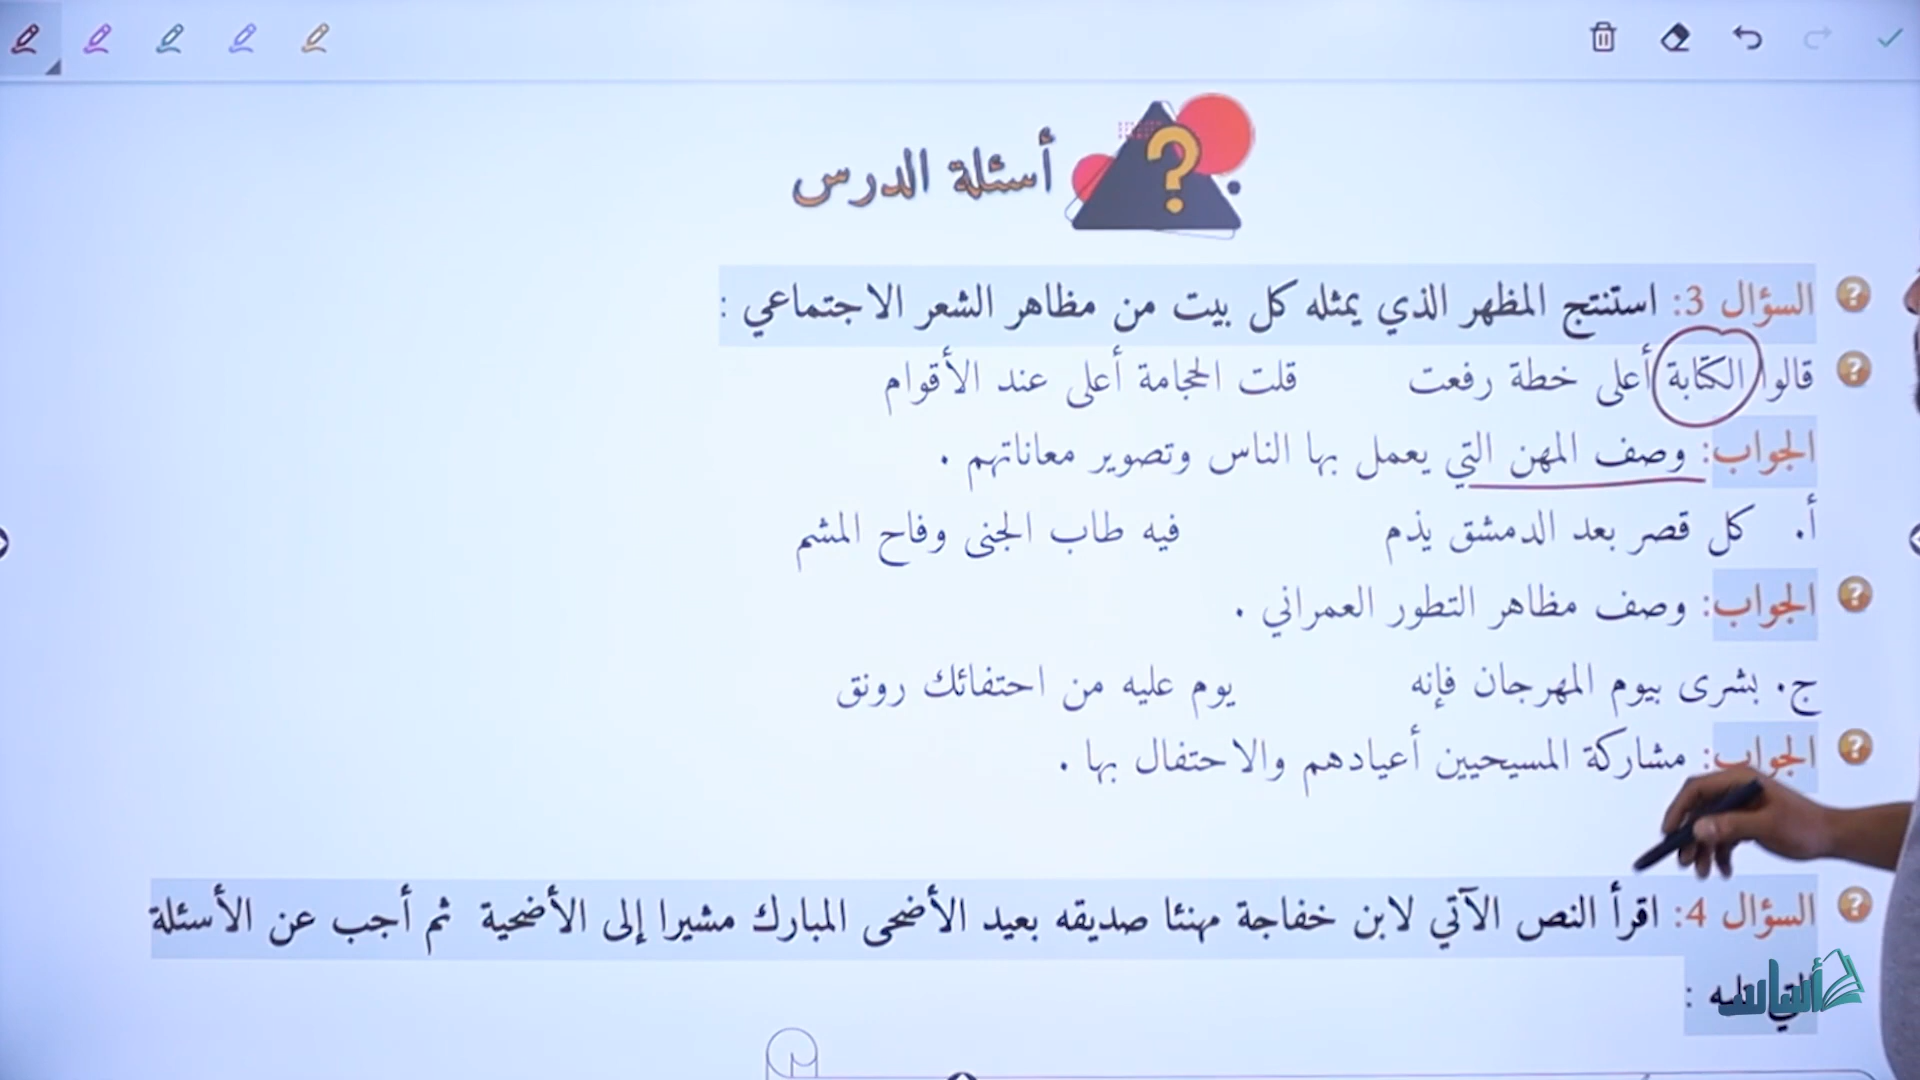 أسئلة الدرس
السؤال 3: استنتج المظهر الذي يمثله كل بيت من مظاهر الشعر الاجتماعي :
قالوا الكتابة أعلى خطة رفعت قلت الحجامة أعلى عند الأقوام
الجواب: وصف المهن التي يعمل بها الناس وتصوير معاناتهم .
أ. كل قصر بعد الدمشق يذم فيه طاب الجنى وفاح المشم
الجواب: وصف مظاهر التطور العمراني .
ج. بشرى بيوم المهرجان فإنه يوم عليه من احتفائك رونق
الجواب: مشاركة المسيحيين أعيادهم والاحتفال بها .
السؤال 4: اقرأ النص الآتي لابن خفاجة مهنئا صديقه بعيد الأضحى المبارك مشيرا إلى الأضحية ثم أجب عن الأسئلة
أساس